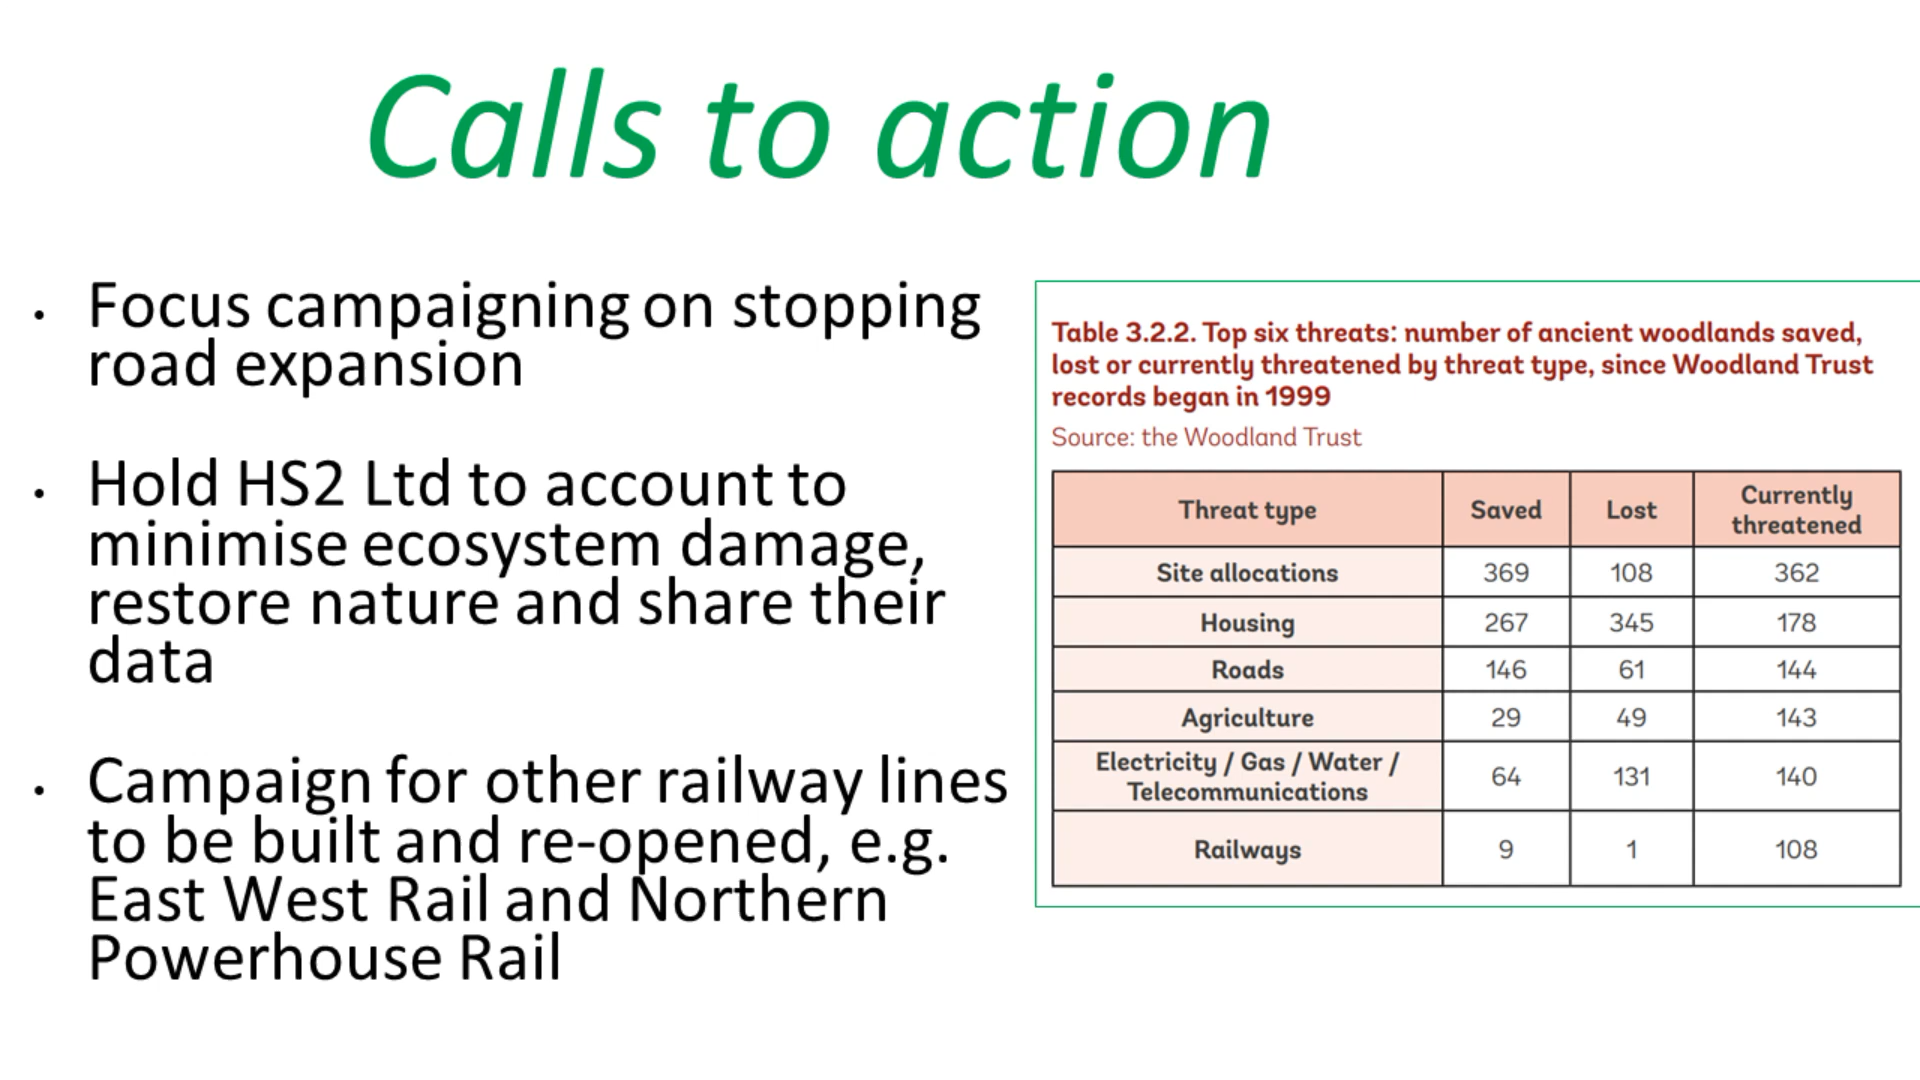 Calls to action
• Focus campaigning on stopping
road expansion
• Hold HS2 Ltd to account to
minimise ecosystem damage,
restore nature and share their
data
• Campaign for other railway lines
to be built and re-opened, e.g.
East West Rail and Northern
Powerhouse Rail
Table 3.2.2. Top six threats: number of ancient woodlands saved,
lost or currently threatened by threat type, since Woodland Trust
records began in 1999
Source: the Woodland Trust
Threat type Saved Lost Currently threatened
Site allocations 369 108 362
Housing 267 345 178
Roads 146 61 144
Agriculture 29 49 143
Electricity / Gas / Water /
Telecommunications 64 131 140
Railways 9 1 108